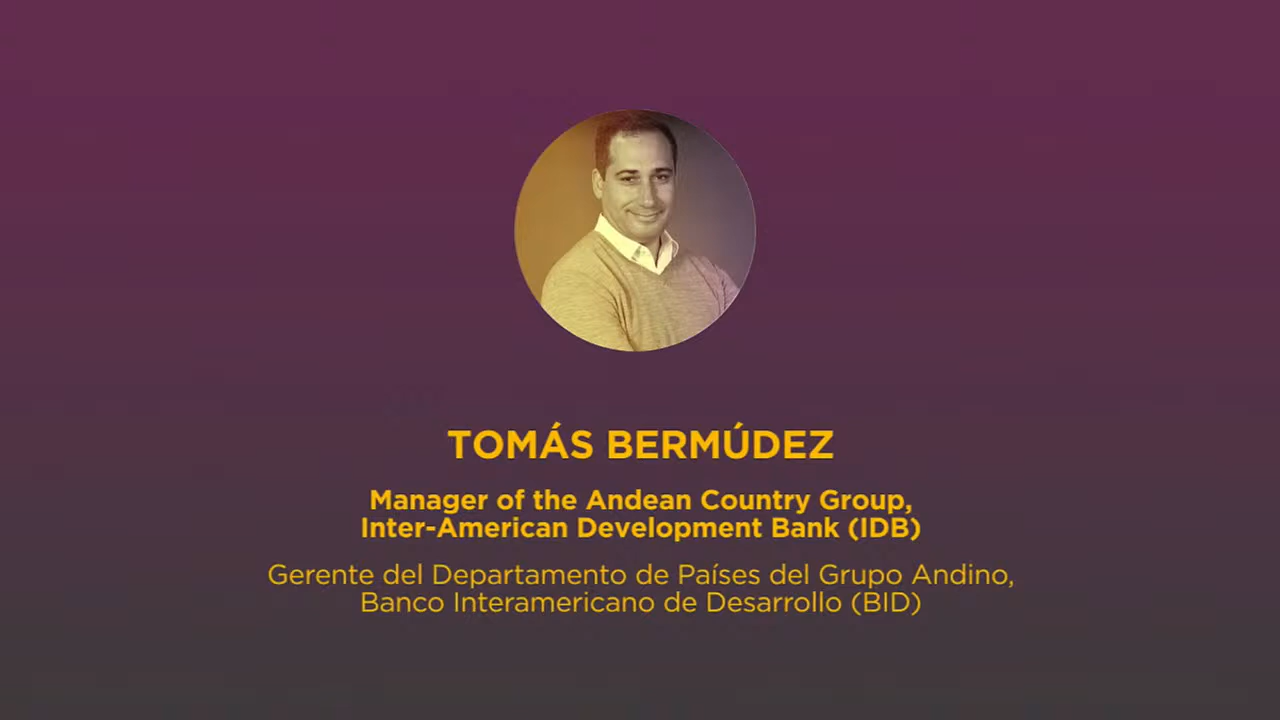 TOMÁS BERMÚDEZ
Manager of the Andean Country Group,
Inter-American Development Bank (IDB)
Gerente del Departamento de Países del Grupo Andino,
Banco Interamericano de Desarrollo (BID)